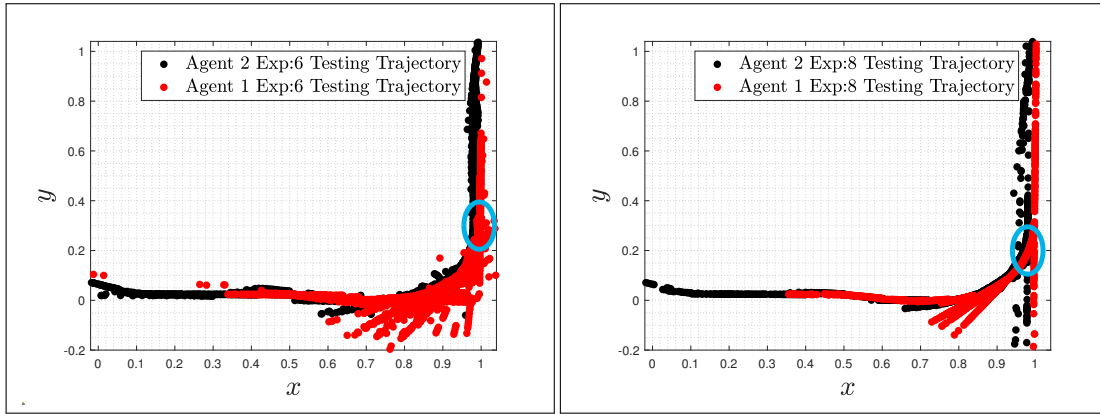 Agent 2 Exp:6 Testing Trajectory
Agent 1 Exp:6 Testing Trajectory
1
0.8
0.6
0.4
0.2
0
-0.2
y
0 0.1 0.2 0.3 0.4 0.5 0.6 0.7 0.8 0.9 1
x
Agent 2 Exp:8 Testing Trajectory
Agent 1 Exp:8 Testing Trajectory
1
0.8
0.6
0.4
0.2
0
-0.2
y
0 0.1 0.2 0.3 0.4 0.5 0.6 0.7 0.8 0.9 1
x